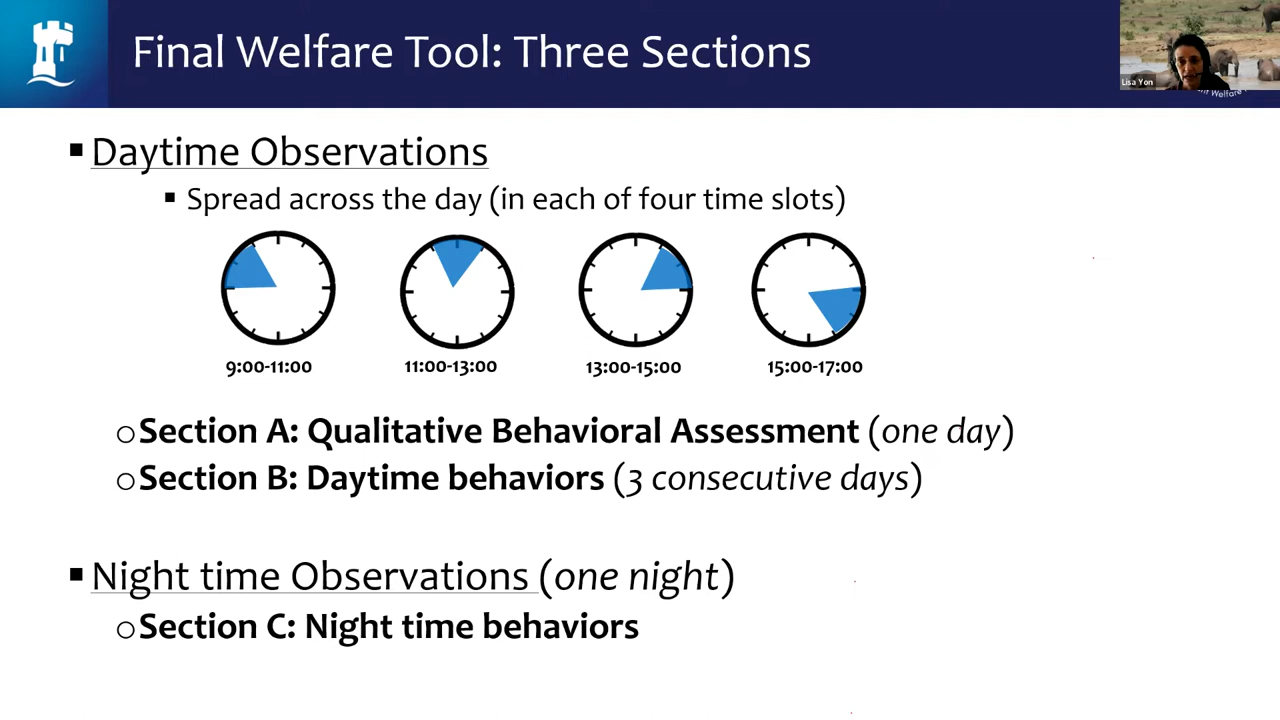 Final Welfare Tool: Three Sections
Lisa Yon
Welfare
Daytime Observations
Spread across the day (in each of four time slots)
9:00-11:00 11:00-13:00 13:00-15:00 15:00-17:00
Section A: Qualitative Behavioral Assessment (one day)
Section B: Daytime behaviors (3 consecutive days)
Night time Observations (one night)
Section C: Night time behaviors